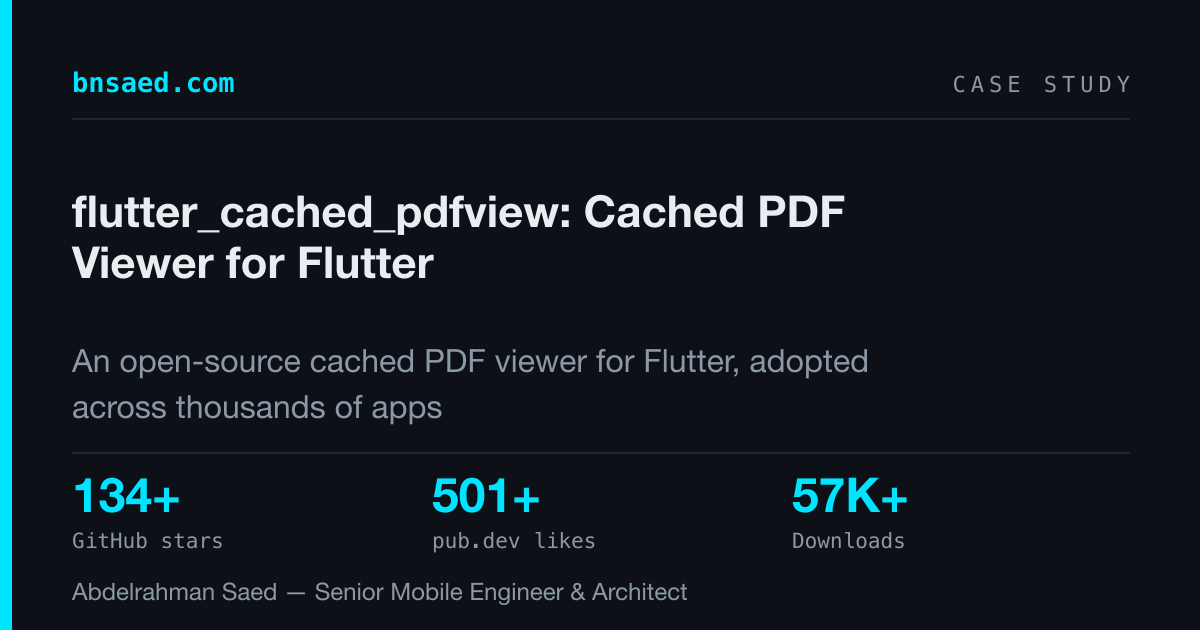 bnsaed.com
CASE STUDY
flutter_cached_pdfview: Cached PDF
Viewer for Flutter
An open-source cached PDF viewer for Flutter, adopted
across thousands of apps
134+
GitHub stars
501+
pub.dev likes
57K+
Downloads
Abdelrahman Saed — Senior Mobile Engineer & Architect